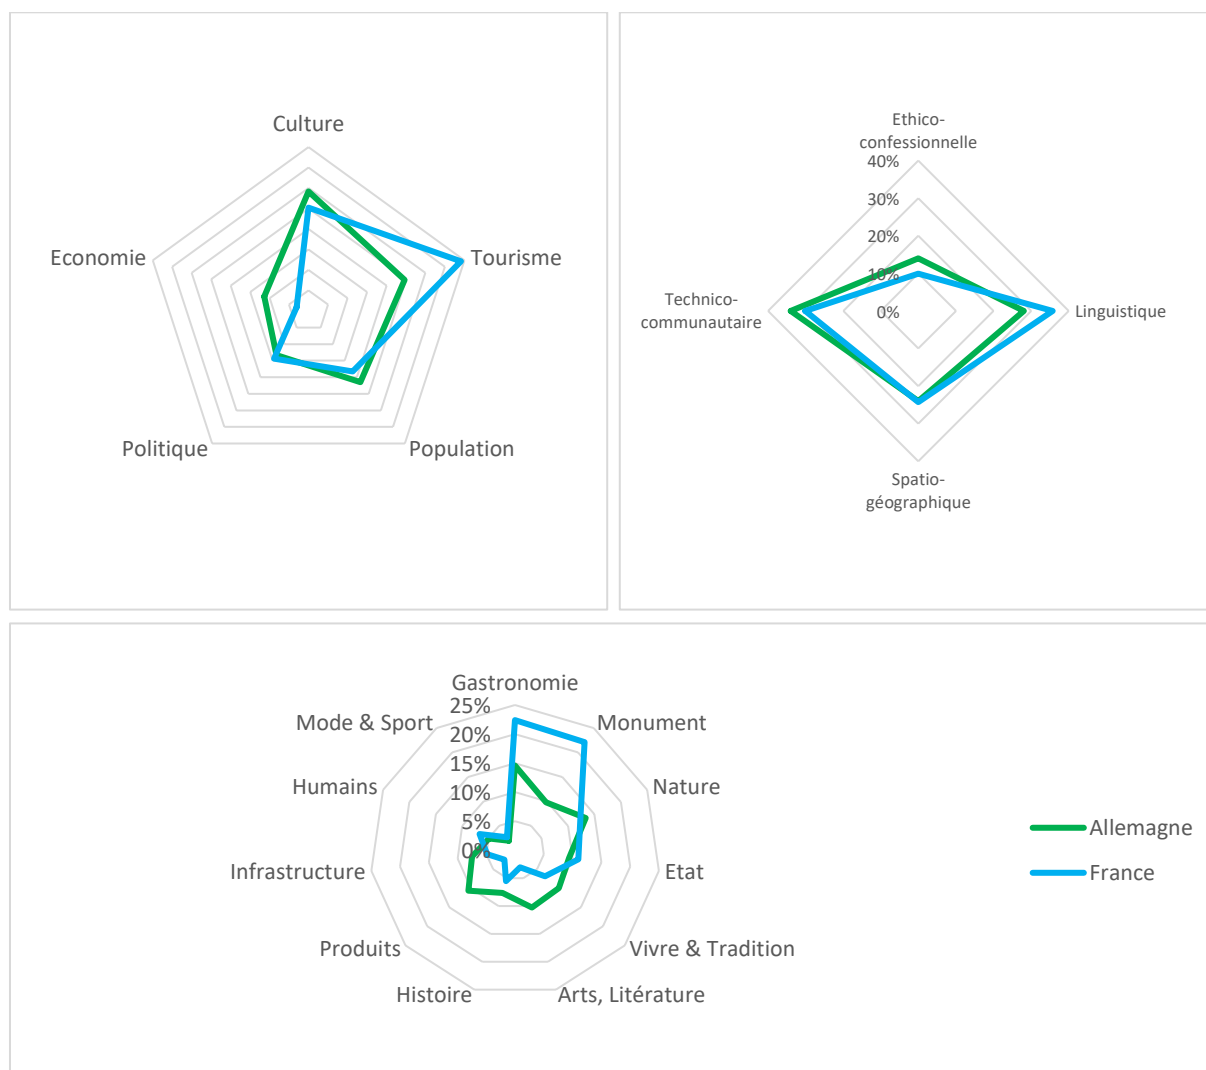 Culture
Economie
Tourisme
Politique
Population
Ethico-
confessionnelle
40%
30%
20%
10%
0%
Technico-
communautaire
Linguistique
Spatio-
géographique
Gastronomie
25%
20%
15%
10%
5%
0%
Mode & Sport
Monument
Humains
Nature
Infrastructure
Etat
Produits
Vivre & Tradition
Histoire
Arts, Litérature
Allemagne
France